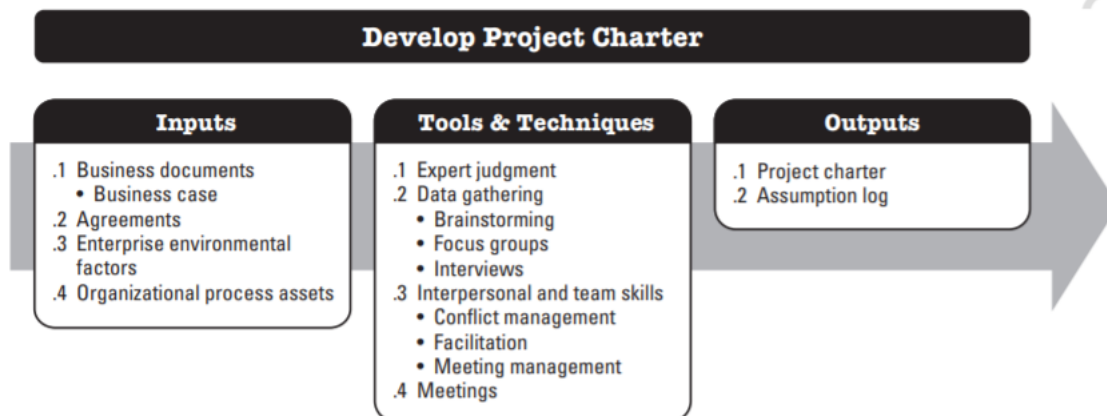 Develop Project Charter
Inputs
.1 Business documents
• Business case
.2 Agreements
.3 Enterprise environmental
factors
.4 Organizational process assets
Tools & Techniques
.1 Expert judgment
.2 Data gathering
• Brainstorming
• Focus groups
• Interviews
.3 Interpersonal and team skills
• Conflict management
• Facilitation
• Meeting management
.4 Meetings
Outputs
.1 Project charter
.2 Assumption log